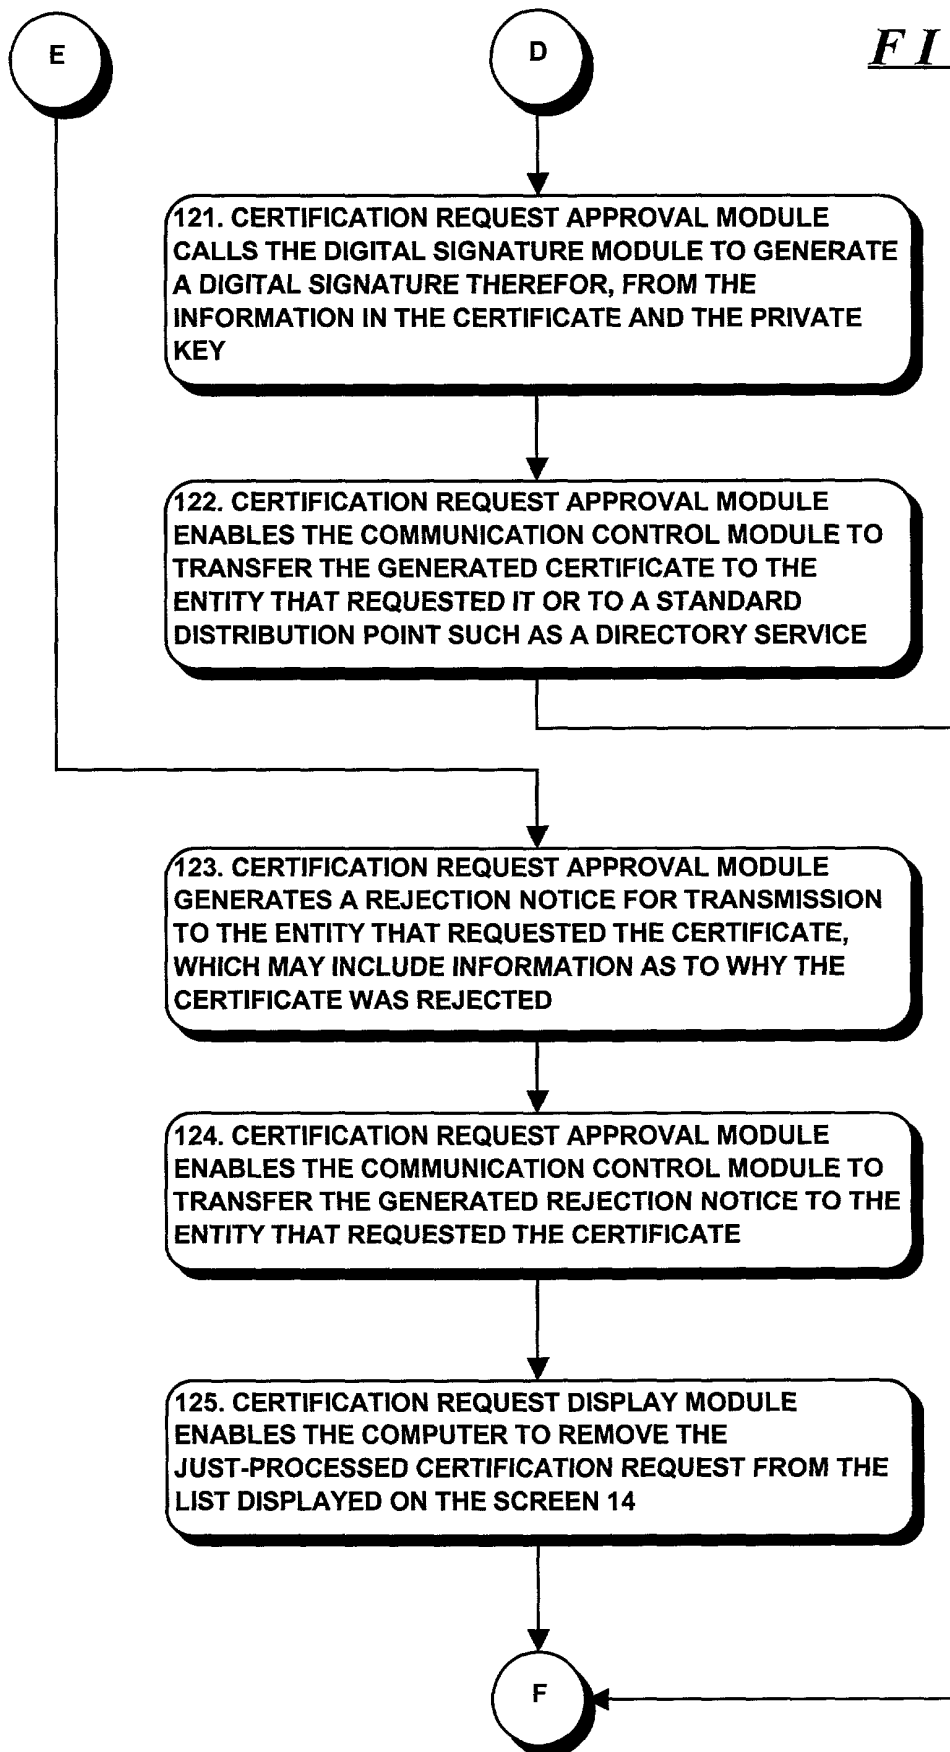 E
D
FI
121. CERTIFICATION REQUEST APPROVAL MODULE
CALLS THE DIGITAL SIGNATURE MODULE TO GENERATE
A DIGITAL SIGNATURE THEREFOR, FROM THE
INFORMATION IN THE CERTIFICATE AND THE PRIVATE
KEY
122. CERTIFICATION REQUEST APPROVAL MODULE
ENABLES THE COMMUNICATION CONTROL MODULE TO
TRANSFER THE GENERATED CERTIFICATE TO THE
ENTITY THAT REQUESTED IT OR TO A STANDARD
DISTRIBUTION POINT SUCH AS A DIRECTORY SERVICE
123. CERTIFICATION REQUEST APPROVAL MODULE
GENERATES A REJECTION NOTICE FOR TRANSMISSION
TO THE ENTITY THAT REQUESTED THE CERTIFICATE,
WHICH MAY INCLUDE INFORMATION AS TO WHY THE
CERTIFICATE WAS REJECTED
124. CERTIFICATION REQUEST APPROVAL MODULE
ENABLES THE COMMUNICATION CONTROL MODULE TO
TRANSFER THE GENERATED REJECTION NOTICE TO THE
ENTITY THAT REQUESTED THE CERTIFICATE
125. CERTIFICATION REQUEST DISPLAY MODULE
ENABLES THE COMPUTER TO REMOVE THE
JUST-PROCESSED CERTIFICATION REQUEST FROM THE
LIST DISPLAYED ON THE SCREEN 14
F